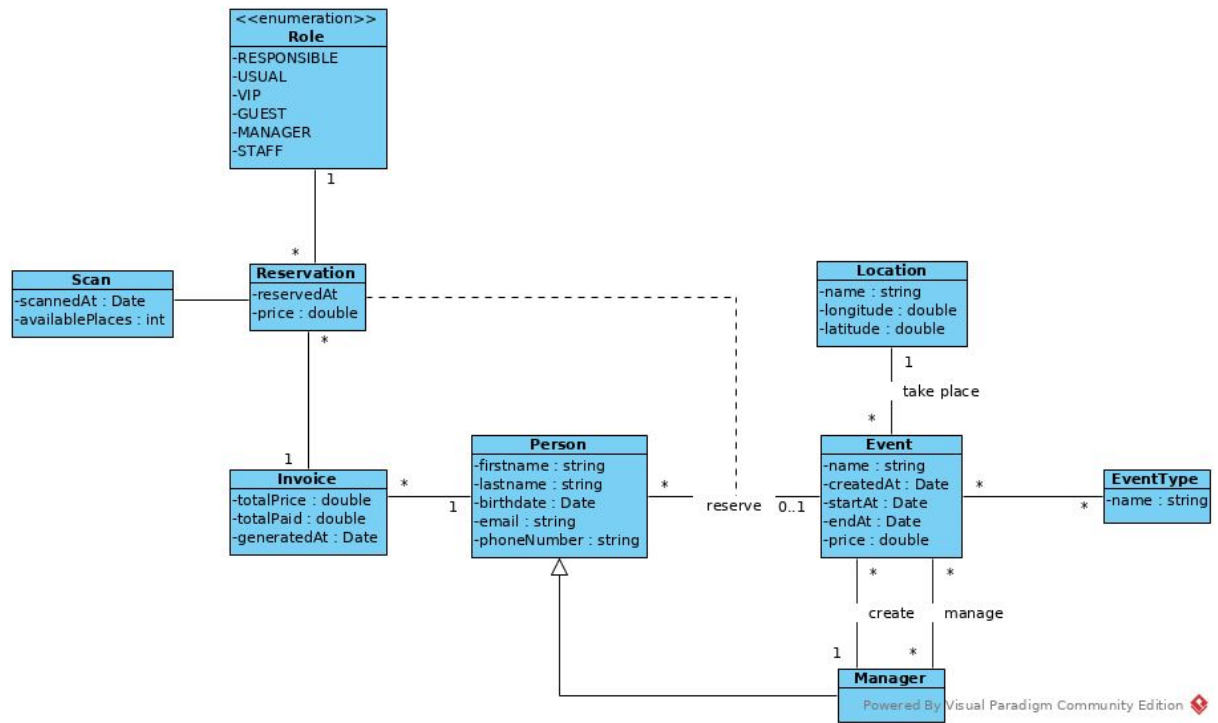 <<enumeration>>
Role
-RESPONSIBLE
-USUAL
-VIP
-GUEST
-MANAGER
-STAFF
1
*
Scan
-scannedAt : Date
-availablePlaces : int
Reservation
-reservedAt
-price : double
*
Location
-name : string
-longitude : double
-latitude : double
1
take place
*
1
Invoice
-totalPrice : double
-totalPaid : double
-generatedAt : Date
*
1
Person
-firstname : string
-lastname : string
-birthdate : Date
-email : string
-phoneNumber : string
*
reserve
0..1
Event
-name : string
-createdAt : Date
-startAt : Date
-endAt : Date
-price : double
*
*
EventType
-name : string
*
*
create
manage
1
*
Manager
Powered By Visual Paradigm Community Edition